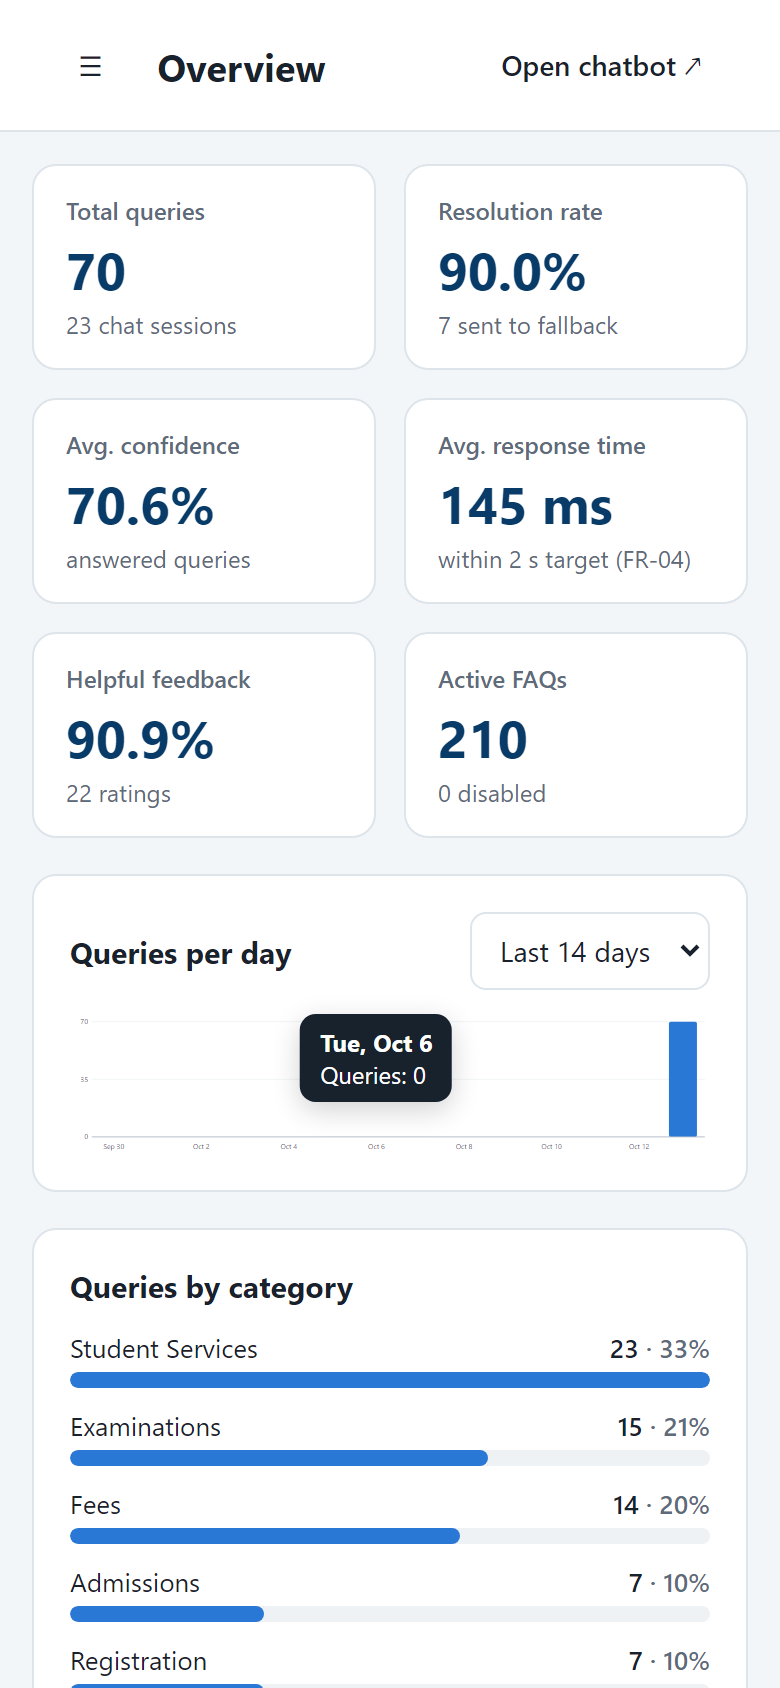 ☰ Overview Open chatbot ↗
Total queries
70
23 chat sessions
Resolution rate
90.0%
7 sent to fallback
Avg. confidence
70.6%
answered queries
Avg. response time
145 ms
within 2 s target (FR-04)
Helpful feedback
90.9%
22 ratings
Active FAQs
210
0 disabled
Queries per day
Last 14 days
70
35
0
Tue, Oct 6
Queries: 0
Sep 30 Oct 2 Oct 4 Oct 6 Oct 8 Oct 10 Oct 12
Queries by category
Student Services 23 · 33%
Examinations 15 · 21%
Fees 14 · 20%
Admissions 7 · 10%
Registration 7 · 10%